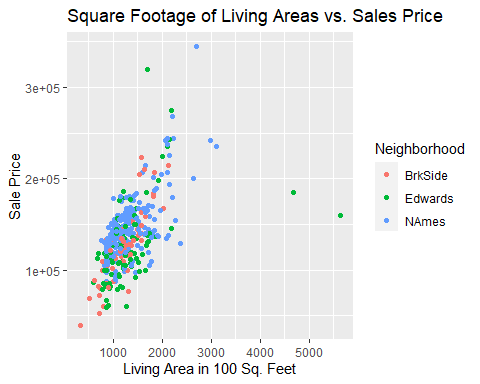 Square Footage of Living Areas vs. Sales Price
3e+05
2e+05
1e+05
Sale Price
1000 2000 3000 4000 5000
Living Area in 100 Sq. Feet
Neighborhood
BrkSide
Edwards
NAmes